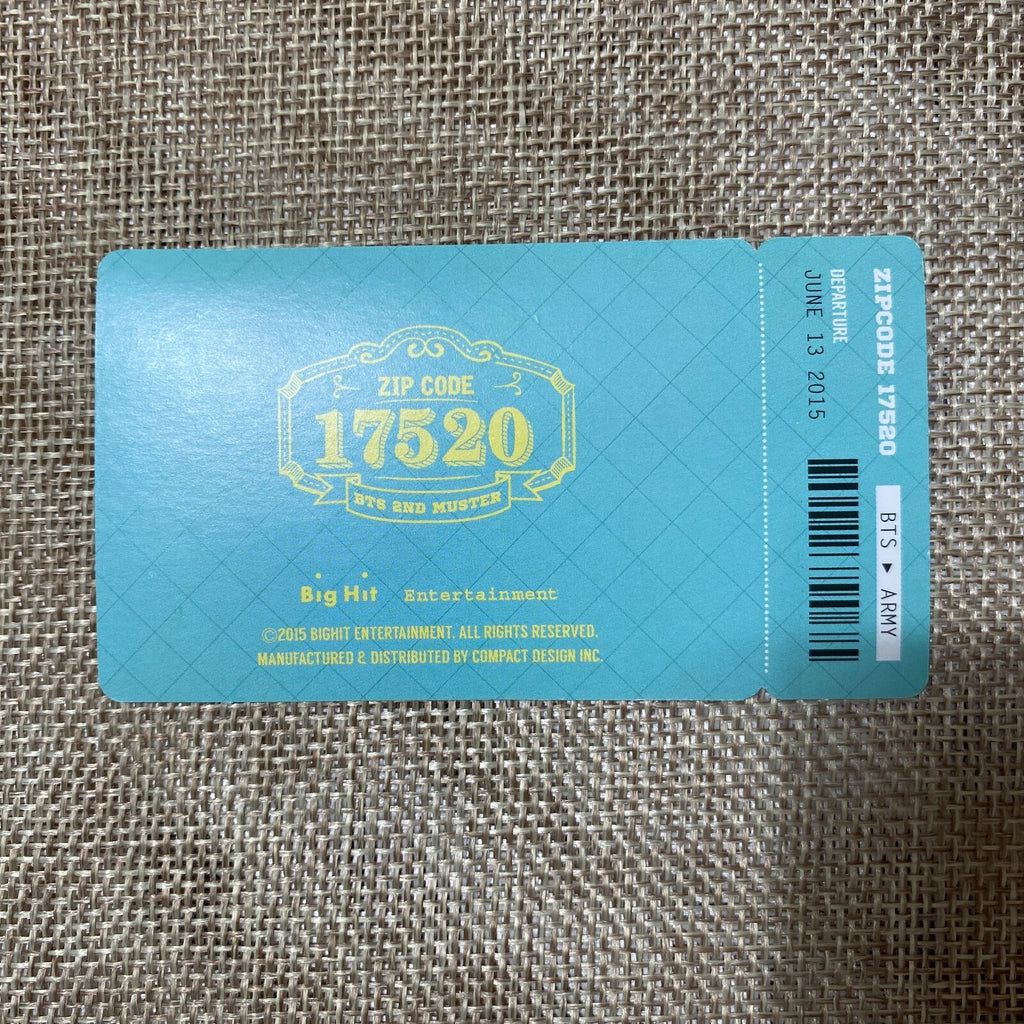 ZIP CODE
17520
BTS 2ND MUSTER
Big Hit Entertainment
©2015 BIGHIT ENTERTAINMENT. ALL RIGHTS RESERVED.
MANUFACTURED & DISTRIBUTED BY COMPACT DESIGN INC.
ZIPCODE 17520
BTS ▶ ARMY
DEPARTURE
JUNE 13 2015